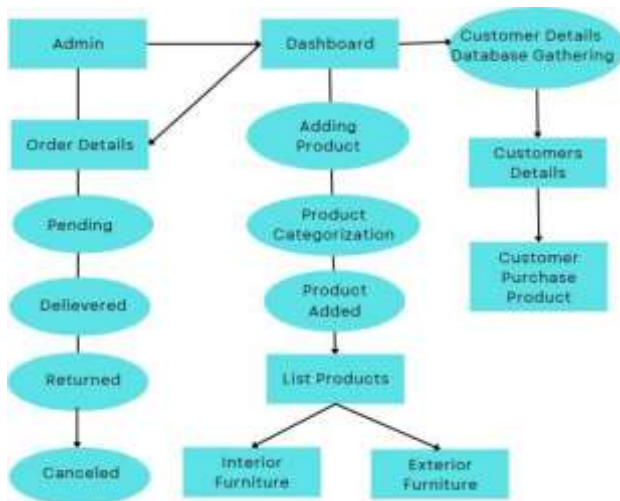 Admin
Dashboard
Customer Details
Database Gathering
Order Details
Adding
Product
Customers
Details
Pending
Product
Categorization
Customer
Purchase
Product
Delievered
Product
Added
Returned
List Products
Canceled
Interior
Furniture
Exterior
Furniture